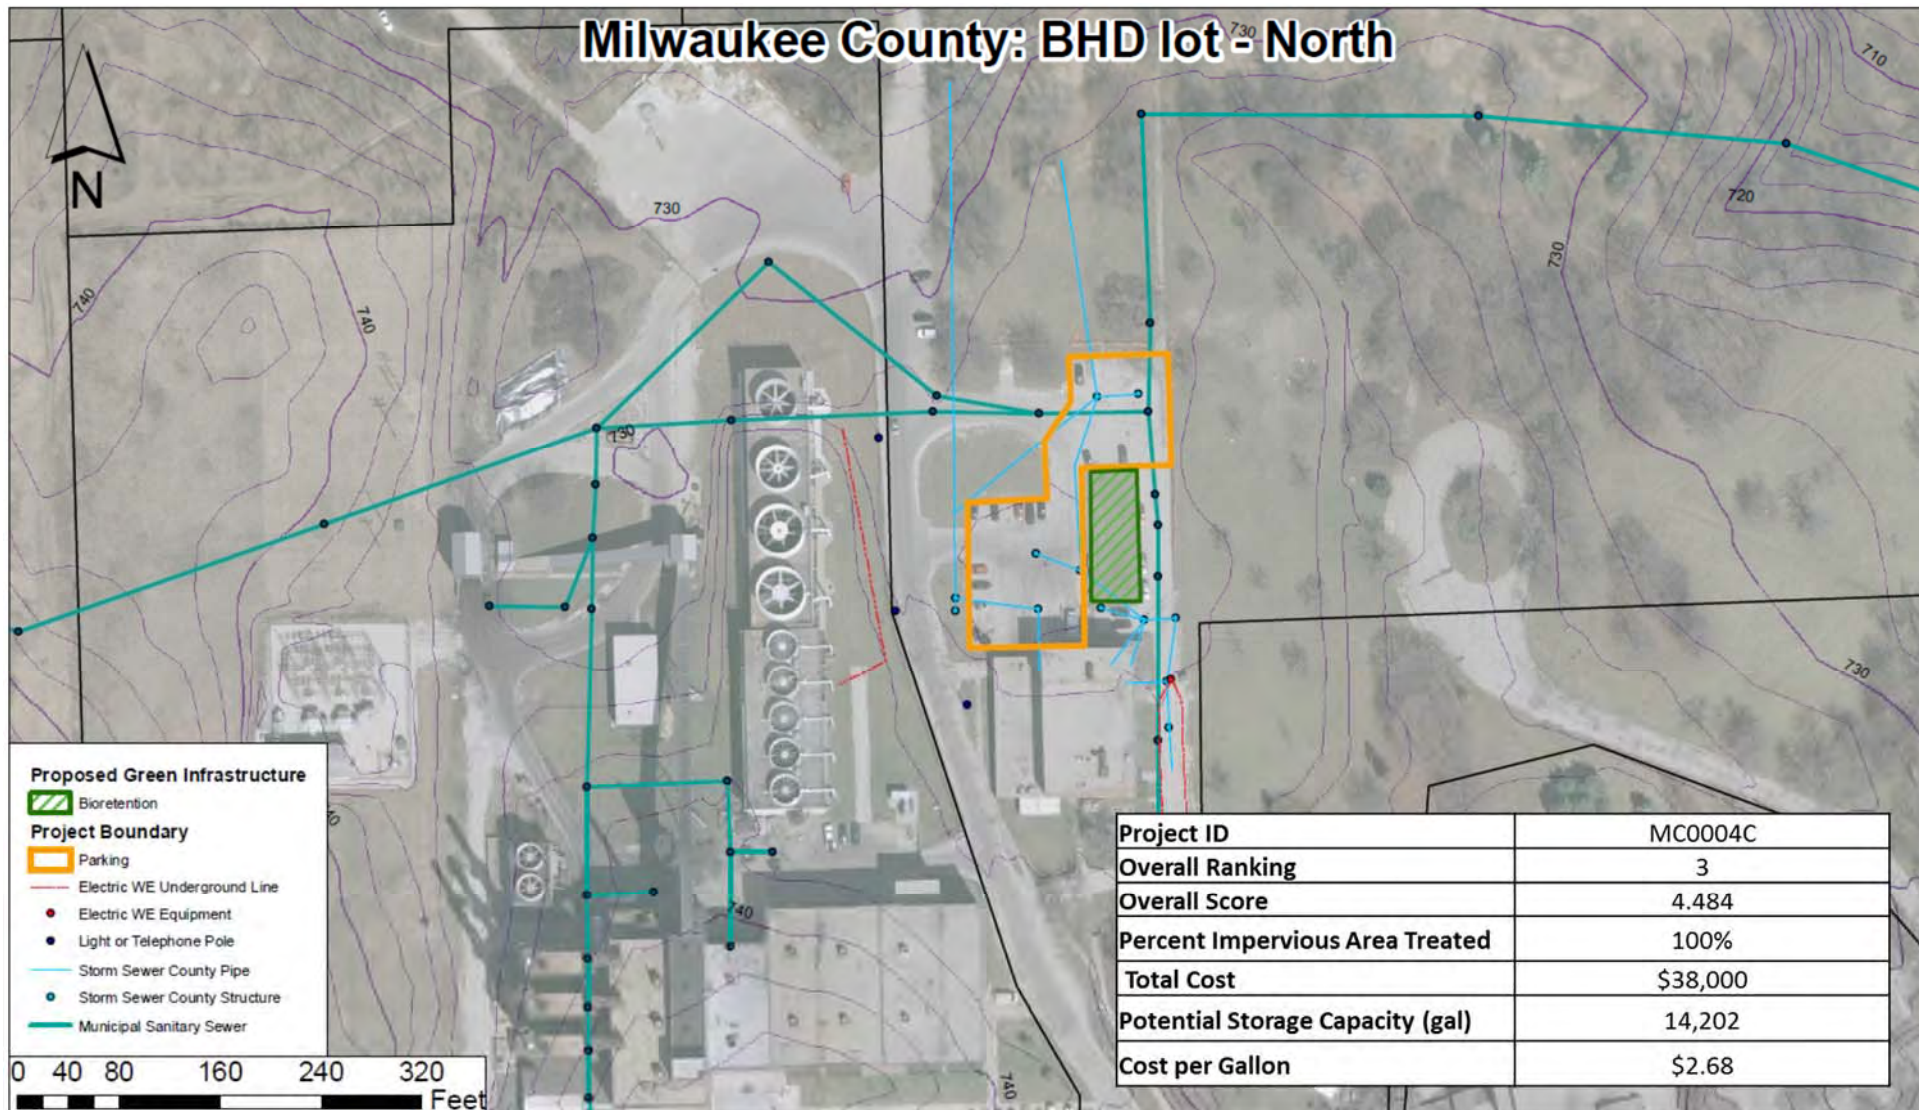 Milwaukee County: BHD lot - North
730
710
N
730
720
740
740
730
730
730
40
740
740
Proposed Green Infrastructure
Bioretention
Project Boundary
Parking
Electric WE Underground Line
Electric WE Equipment
Light or Telephone Pole
Storm Sewer County Pipe
Storm Sewer County Structure
Municipal Sanitary Sewer
0 40 80 160 240 320
Feet
Project ID MC0004C
Overall Ranking 3
Overall Score 4.484
Percent Impervious Area Treated 100%
Total Cost $38,000
Potential Storage Capacity (gal) 14,202
Cost per Gallon $2.68